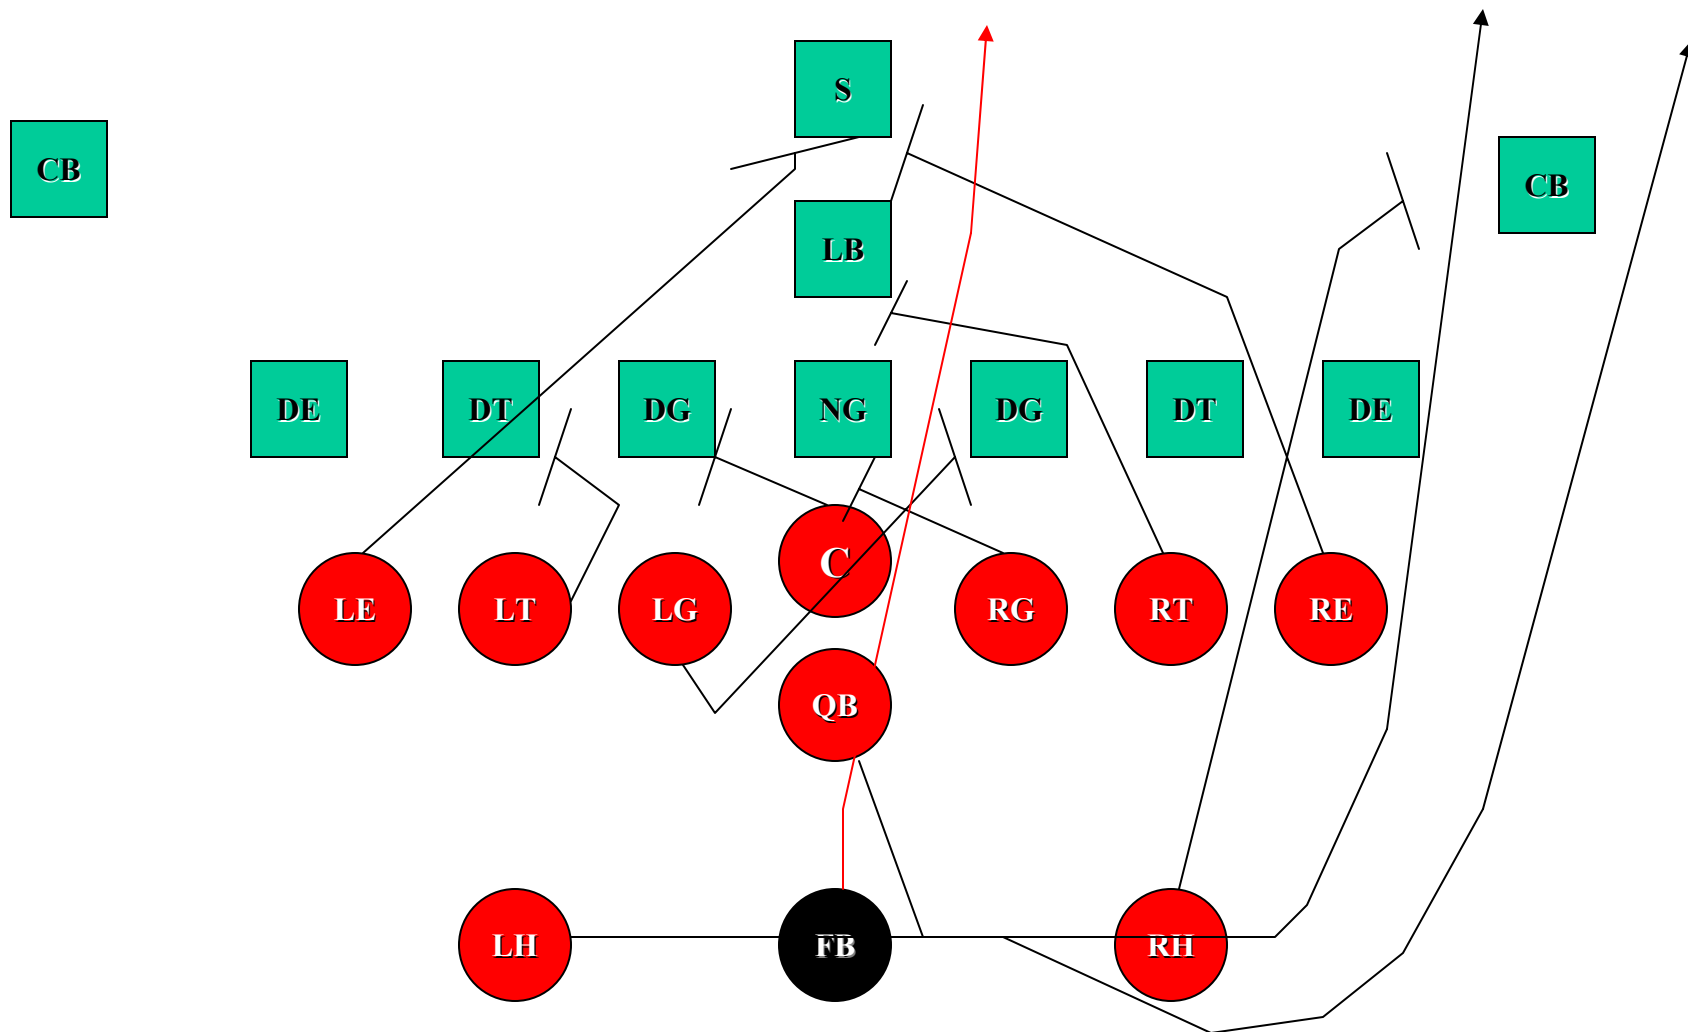 S
CB
CB
LB
DE
DT
DG
NG
DG
DT
DE
C
LE
LT
LG
RG
RT
RE
QB
LH
FB
RH